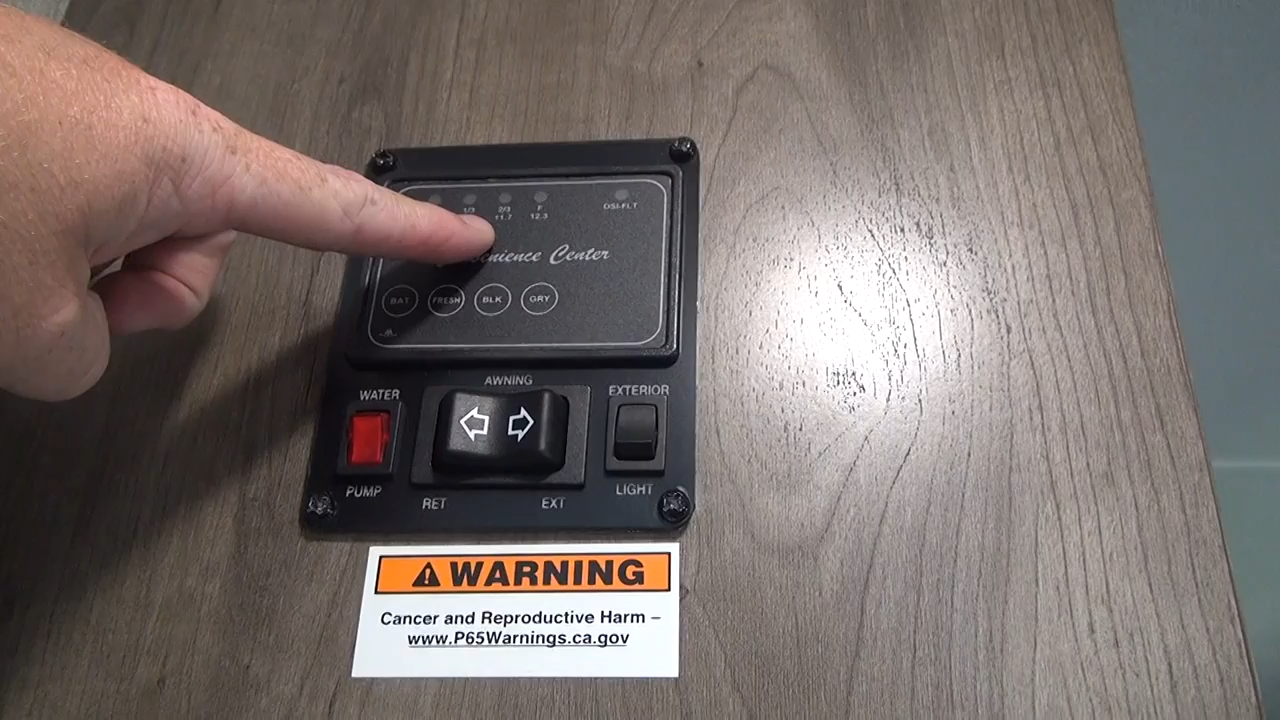 1/3 2/3 F
11.7 12.3
DSI-FLT
Center
BAT FRESH BLK GRY
WATER
PUMP
AWNING
RET EXT
EXTERIOR
LIGHT
WARNING
Cancer and Reproductive Harm –
www.P65Warnings.ca.gov